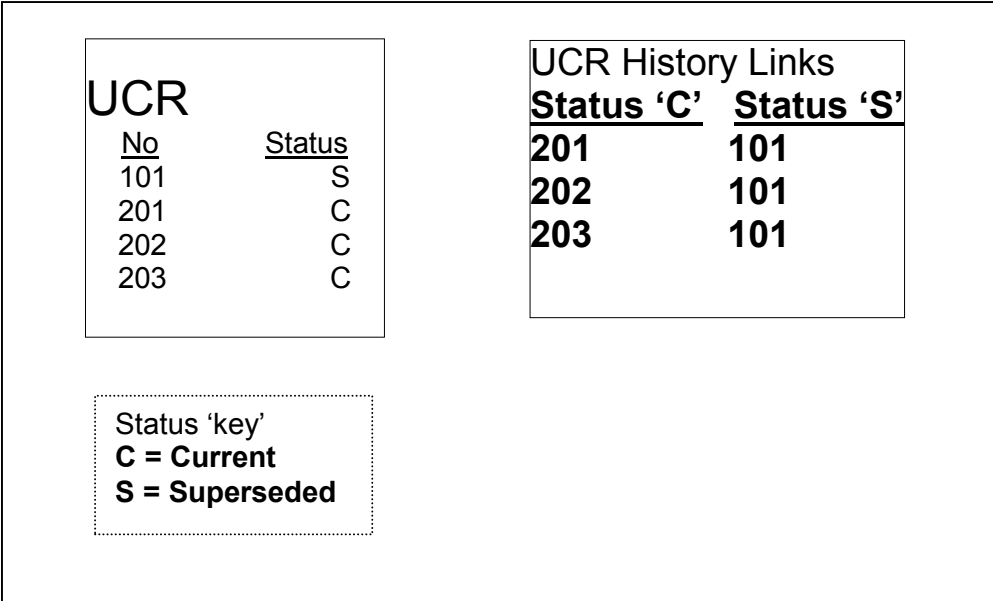 UCR
No Status
101 S
201 C
202 C
203 C
UCR History Links
Status ‘C’ Status ‘S’
201 101
202 101
203 101
Status ‘key’
C = Current
S = Superseded